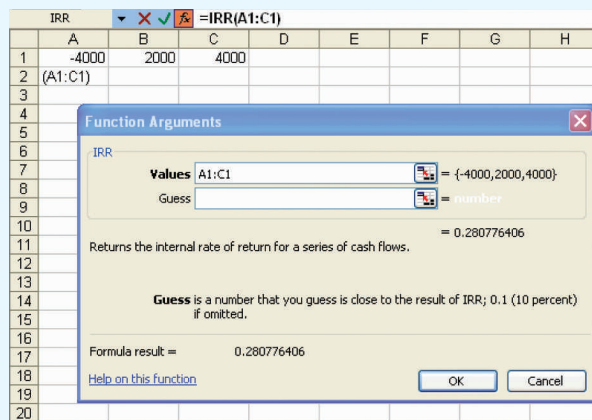 IRR =IRR(A1:C1)
A B C D E F G H
1 -4000 2000 4000
2 (A1:C1)
3
4
Function Arguments
5
6 IRR
7 Values A1:C1 = {-4000,2000,4000}
8 Guess = number
9
10 = 0.280776406
11 Returns the internal rate of return for a series of cash flows.
12
13
14 Guess is a number that you guess is close to the result of IRR; 0.1 (10 percent)
15 if omitted.
16
17 Formula result = 0.280776406
18 Help on this function OK Cancel
19
20